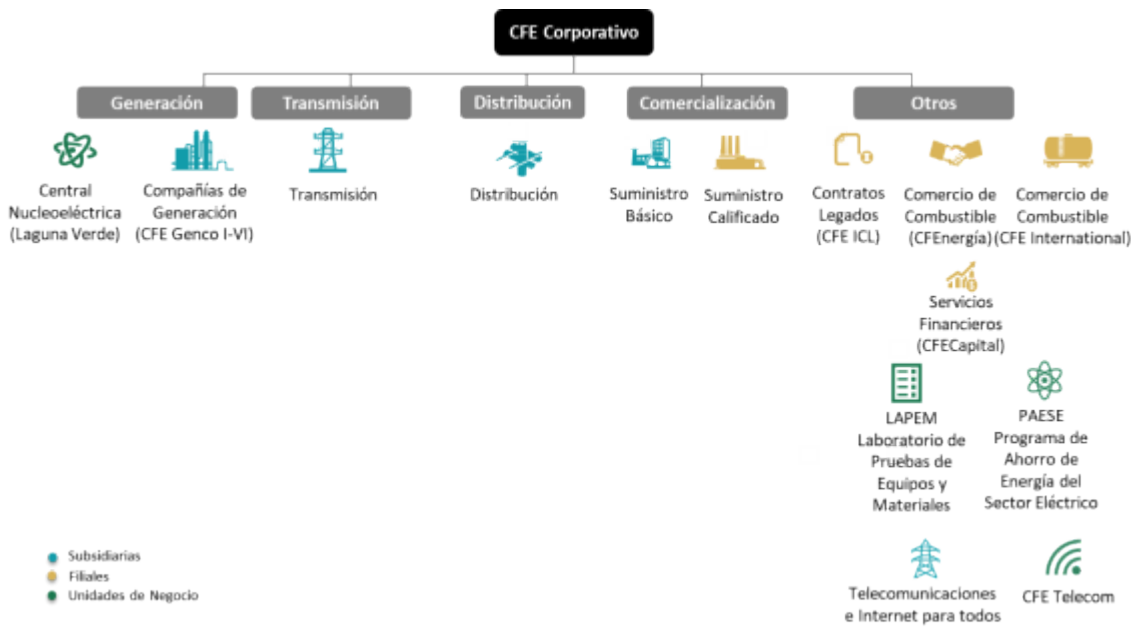 CFE Corporativo
Generación
Transmisión
Distribución
Comercialización
Otros
Central
Nucleoeléctrica
(Laguna Verde)
Compañías de
Generación
(CFE Genco I-VI)
Transmisión
Distribución
Suministro
Básico
Suministro
Calificado
Contratos
Legados
(CFE ICL)
Comercio de
Combustible
(CFEnergía)
Comercio de
Combustible
(CFE International)
Servicios
Financieros
(CFECapital)
LAPEM
Laboratorio de
Pruebas de
Equipos y
Materiales
PAESE
Programa de
Ahorro de
Energía del
Sector Eléctrico
Telecomunicaciones
e Internet para todos
CFE Telecom
Subsidiarias
Filiales
Unidades de Negocio